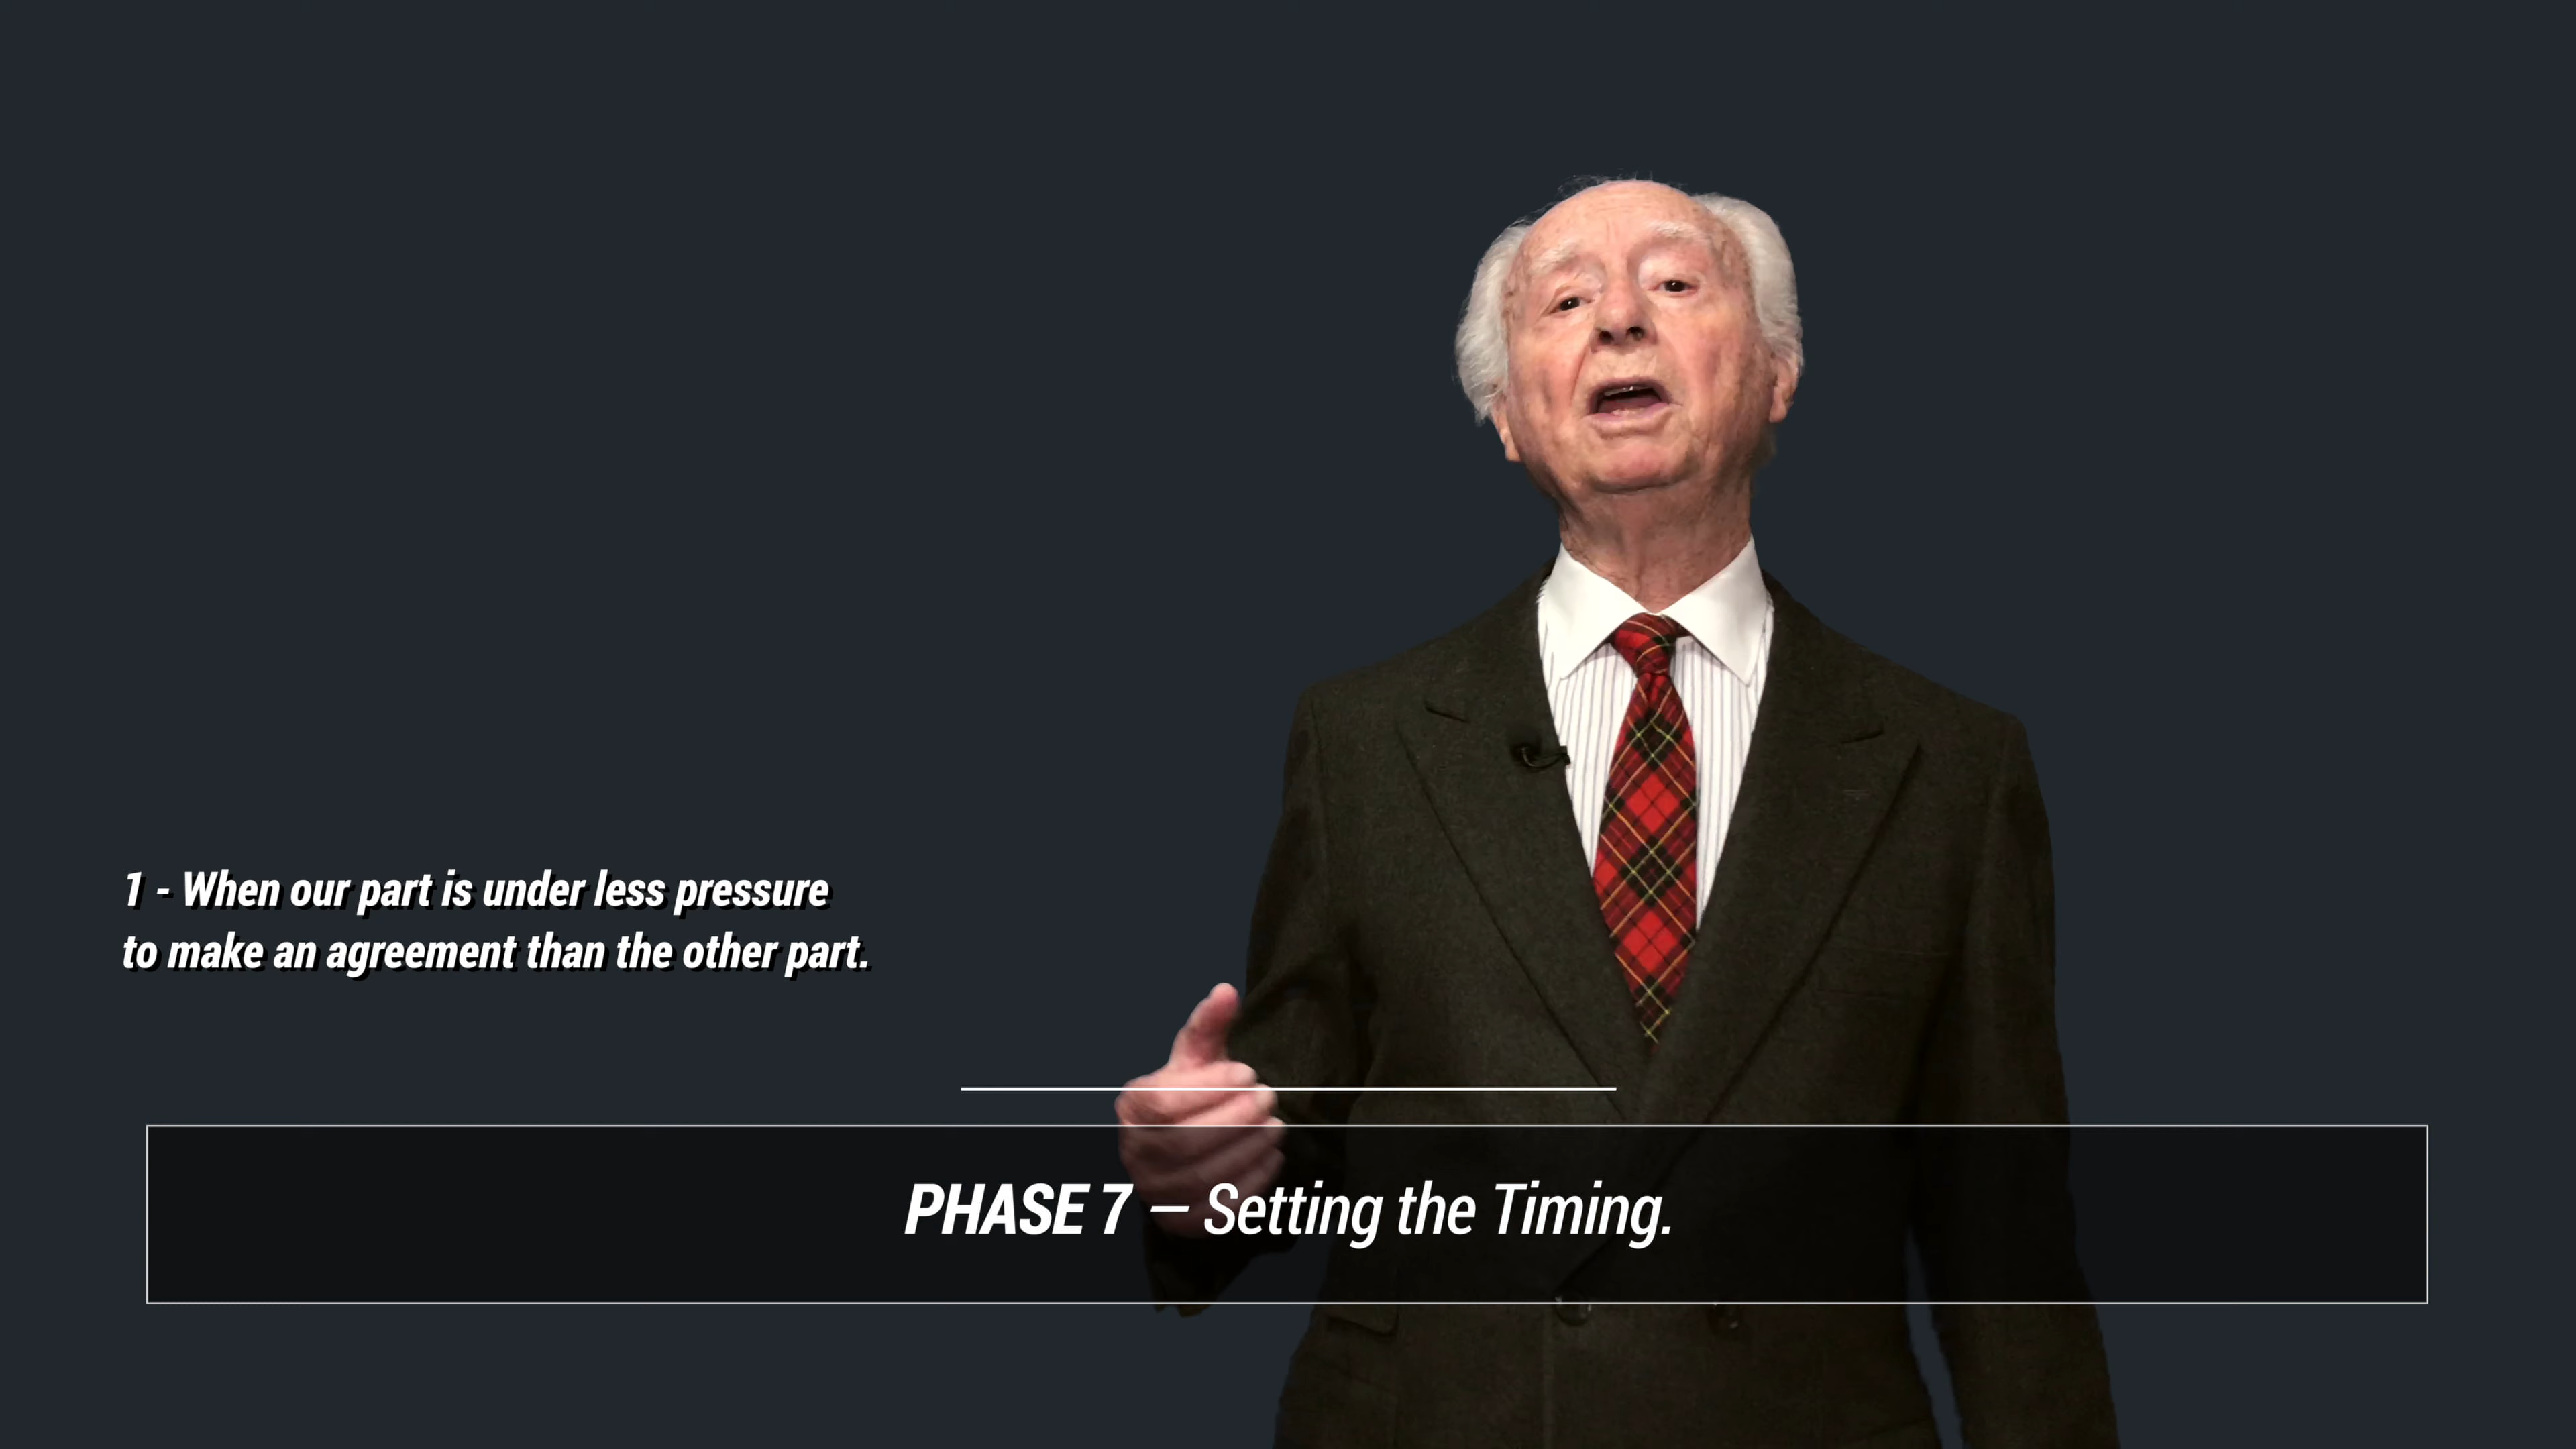 1 - When our part is under less pressure
to make an agreement than the other part.
PHASE 7 — Setting the Timing.